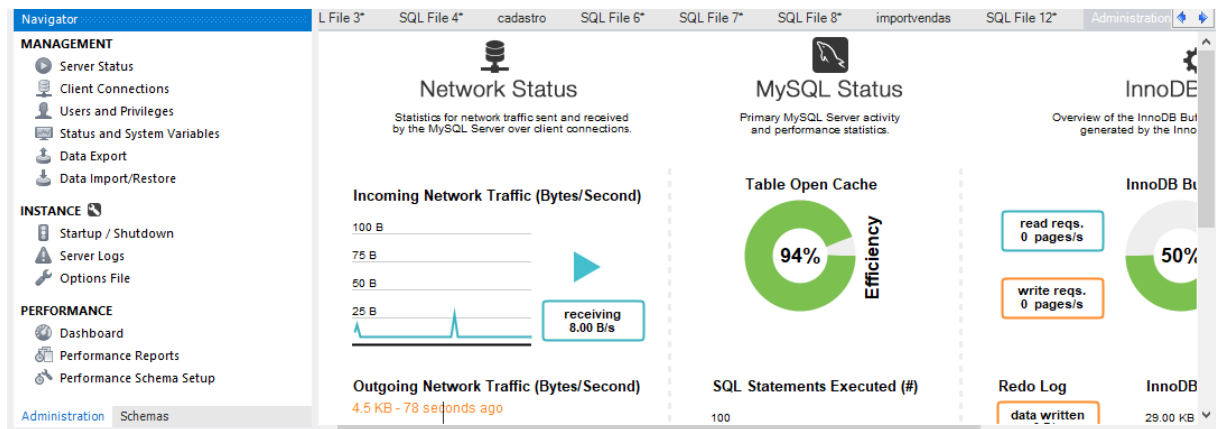 Navigator
MANAGEMENT
Server Status
Client Connections
Users and Privileges
Status and System Variables
Data Export
Data Import/Restore
INSTANCE
Startup / Shutdown
Server Logs
Options File
PERFORMANCE
Dashboard
Performance Reports
Performance Schema Setup
Administration Schemas
L File 3* SQL File 4* cadastro SQL File 6* SQL File 7* SQL File 8* importvendas SQL File 12* Administration
Network Status
Statistics for network traffic sent and received
by the MySQL Server over client connections.
Incoming Network Traffic (Bytes/Second)
100 B
75 B
50 B
25 B
receiving
8.00 B/s
Outgoing Network Traffic (Bytes/Second)
4.5 KB - 78 seconds ago
MySQL Status
Primary MySQL Server activity
and performance statistics.
Table Open Cache
94%
Efficiency
SQL Statements Executed (#)
100
InnoDB
Overview of the InnoDB Buf
generated by the Inno
InnoDB Bu
read reqs.
0 pages/s
write reqs.
0 pages/s
50%
Redo Log
data written
InnoDB
29.00 KB